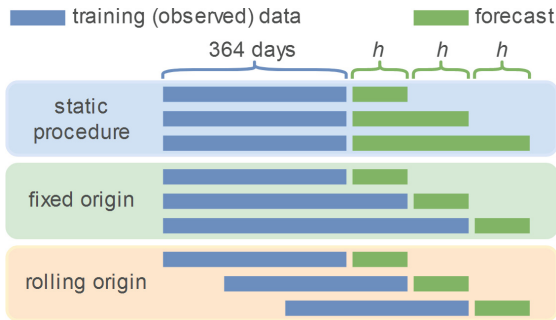 training (observed) data forecast
364 days h h h
static
procedure
fixed origin
rolling origin